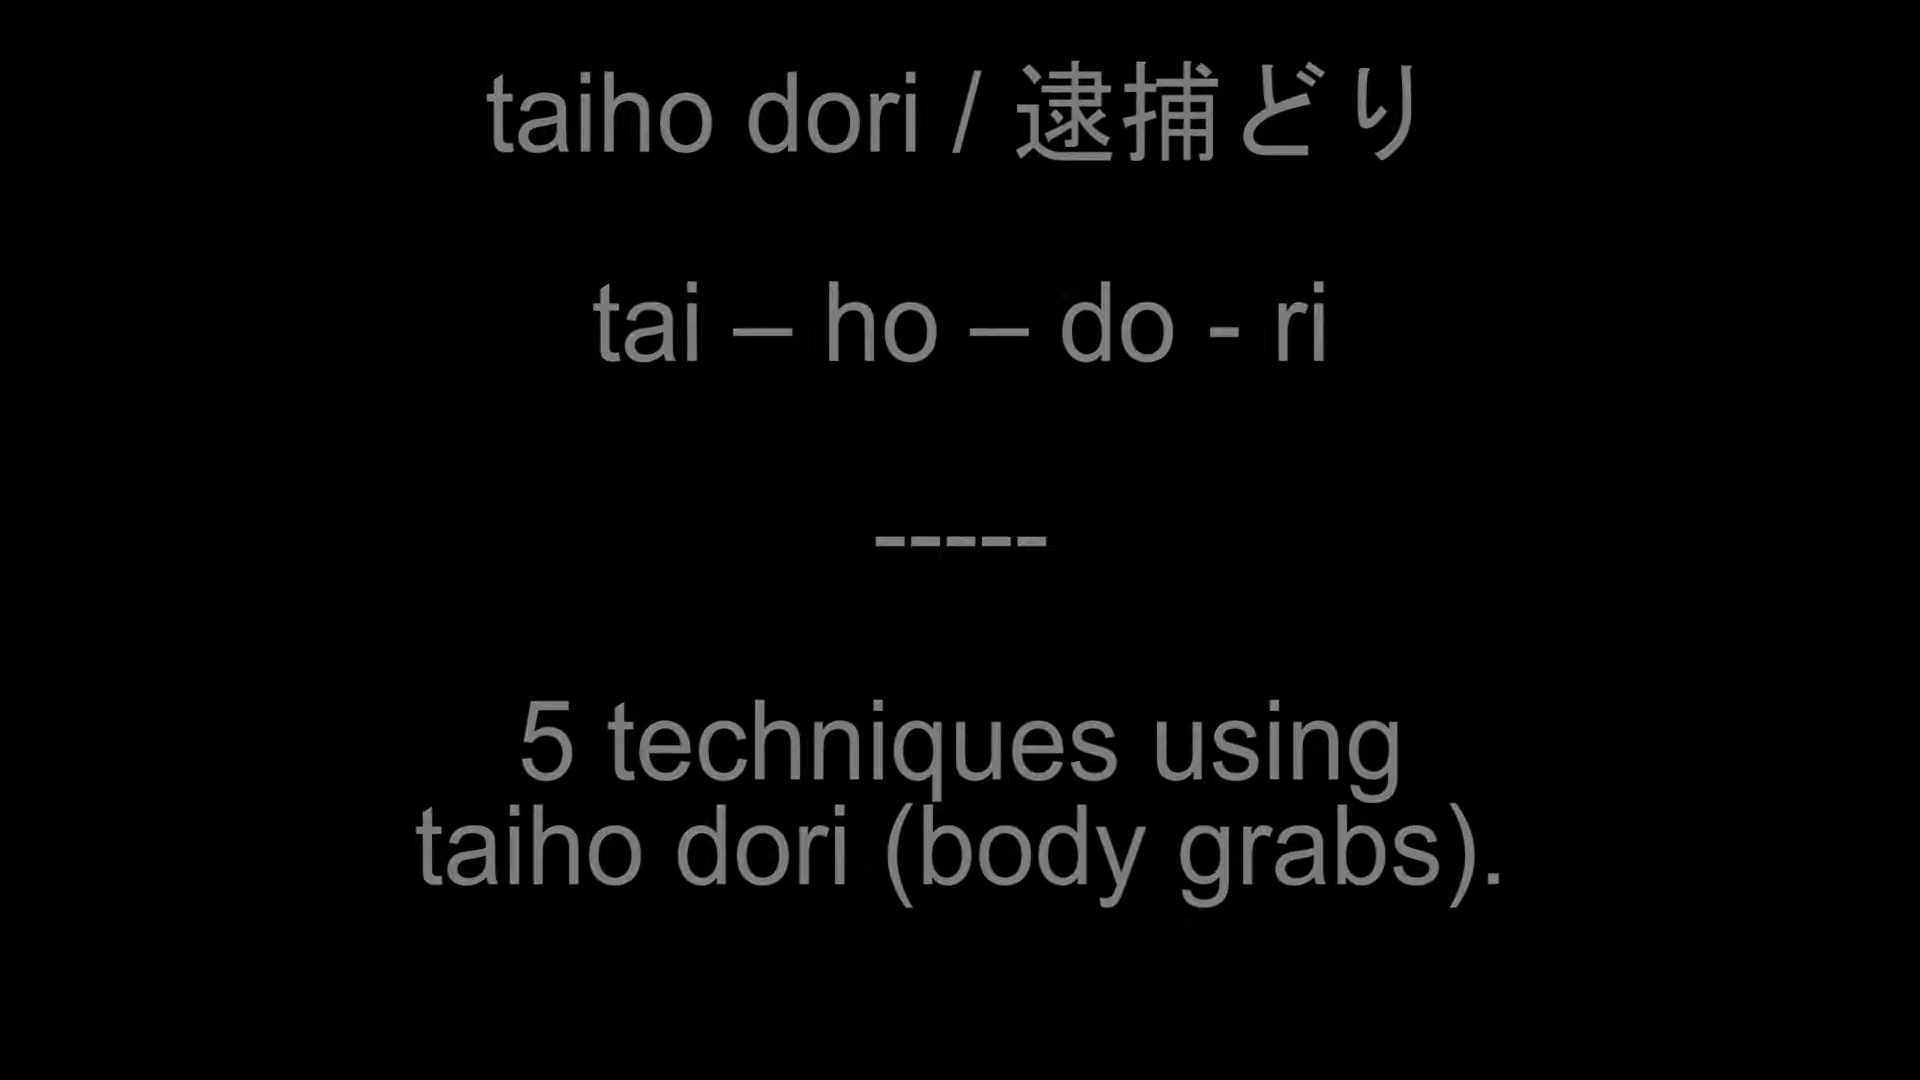 taiho dori / 逮捕どり
tai – ho – do - ri
-----
5 techniques using
taiho dori (body grabs).